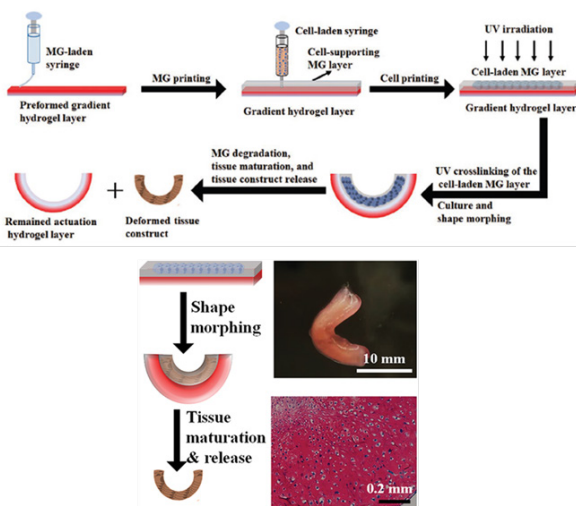 MG-laden
syringe
Preformed gradient
hydrogel layer
MG printing
Cell-laden syringe
Cell-supporting
MG layer
Gradient hydrogel layer
Cell printing
UV irradiation
Cell-laden MG layer
Gradient hydrogel layer
UV crosslinking of the
cell-laden MG layer
Culture and
shape morphing
MG degradation,
tissue maturation, and
tissue construct release
Remained actuation
hydrogel layer
+
Deformed tissue
construct
Shape
morphing
Tissue
maturation
& release
10 mm
0.2 mm